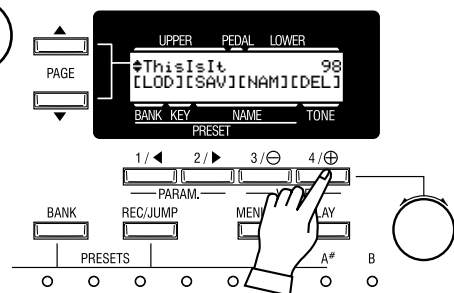 UPPER PEDAL LOWER
PAGE
ThisIsIt 98
[LOD][SAV][NAM][DEL]
BANK KEY NAME TONE
PRESET
1/◀ 2/▶ 3/⊖ 4/⊕
PARAM.
BANK REC/JUMP
PRESETS A# B